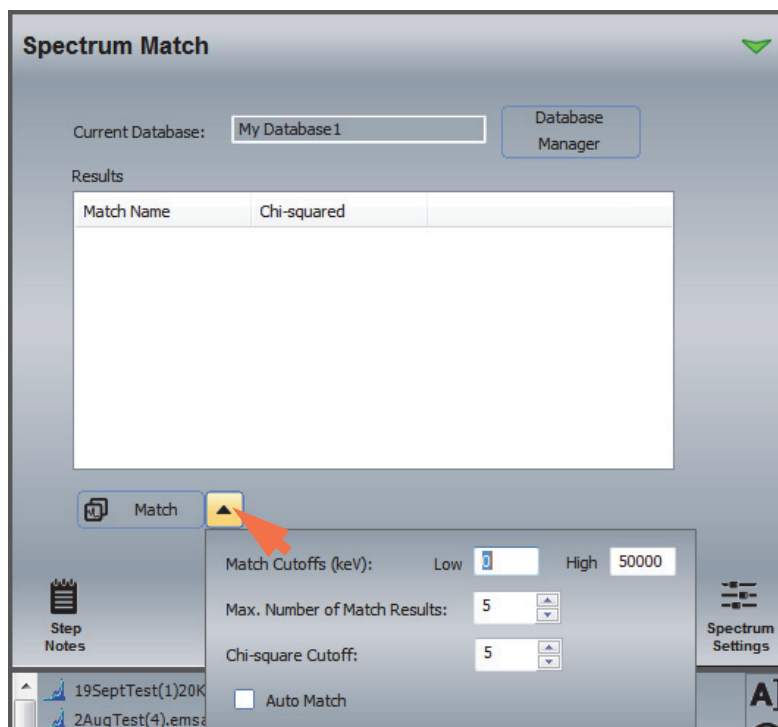 Spectrum Match
Current Database: My Database1 Database Manager
Results
Match Name Chi-squared
Match
Match Cutoffs (keV): Low 0 High 50000
Max. Number of Match Results: 5
Chi-square Cutoff: 5
Auto Match
Step Notes
Spectrum Settings
19SeptTest(1)20K
2AugTest(4).emsa
A